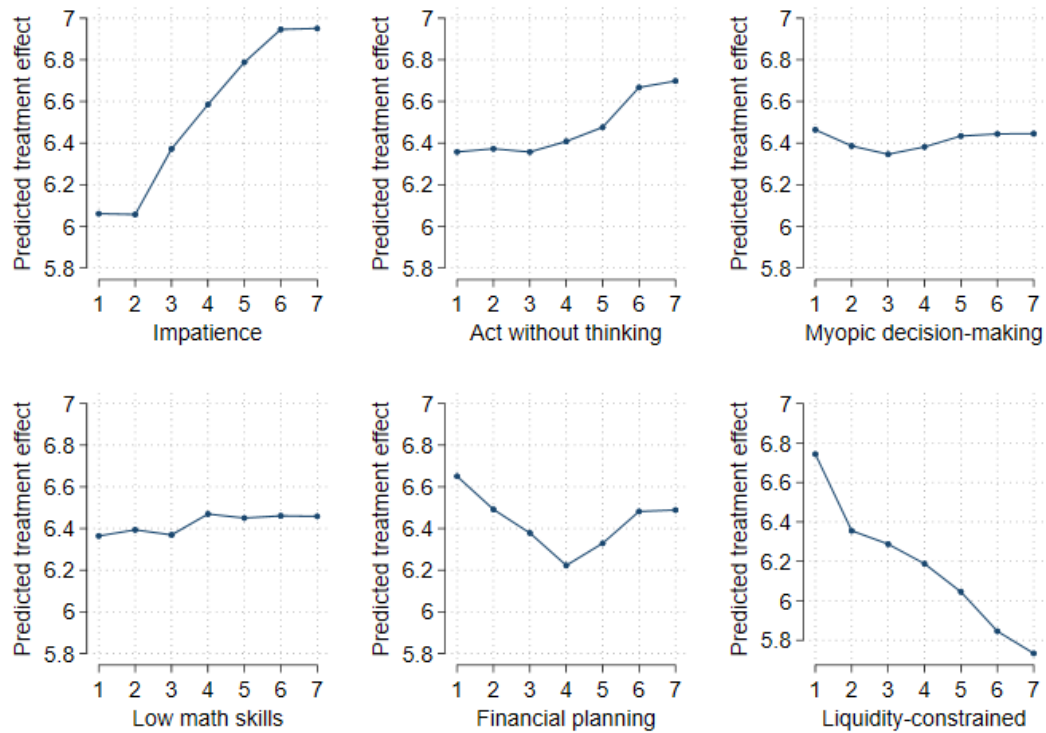 Predicted treatment effect
7
6.8
6.6
6.4
6.2
6
5.8
1 2 3 4 5 6 7
Impatience
Predicted treatment effect
7
6.8
6.6
6.4
6.2
6
5.8
1 2 3 4 5 6 7
Act without thinking
Predicted treatment effect
7
6.8
6.6
6.4
6.2
6
5.8
1 2 3 4 5 6 7
Myopic decision-making
Predicted treatment effect
7
6.8
6.6
6.4
6.2
6
5.8
1 2 3 4 5 6 7
Low math skills
Predicted treatment effect
7
6.8
6.6
6.4
6.2
6
5.8
1 2 3 4 5 6 7
Financial planning
Predicted treatment effect
7
6.8
6.4
6.2
6
5.8
1 2 3 4 5 6 7
Liquidity-constrained